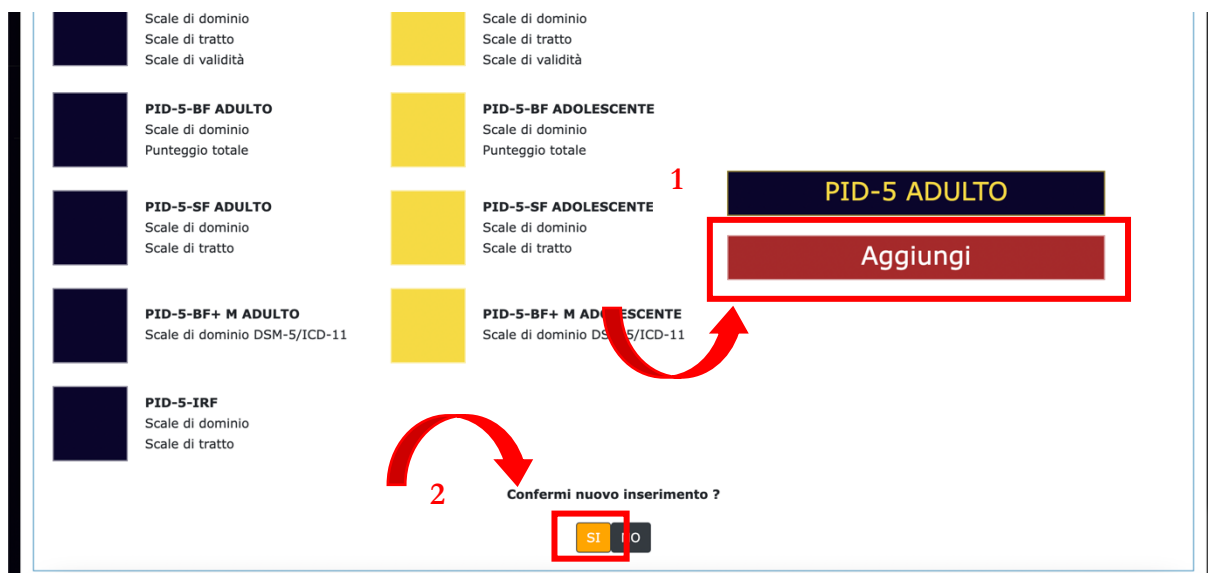 Scale di dominio
Scale di tratto
Scale di validità
Scale di dominio
Scale di tratto
Scale di validità
PID-5-BF ADULTO
Scale di dominio
Punteggio totale
PID-5-BF ADOLESCENTE
Scale di dominio
Punteggio totale
PID-5-SF ADULTO
Scale di dominio
Scale di tratto
PID-5-SF ADOLESCENTE
Scale di dominio
Scale di tratto
PID-5-BF+ M ADULTO
Scale di dominio DSM-5/ICD-11
PID-5-BF+ M ADOLESCENTE
Scale di dominio DSM-5/ICD-11
PID-5-IRF
Scale di dominio
Scale di tratto
1
PID-5 ADULTO
Aggiungi
2
Confermi nuovo inserimento ?
SI NO